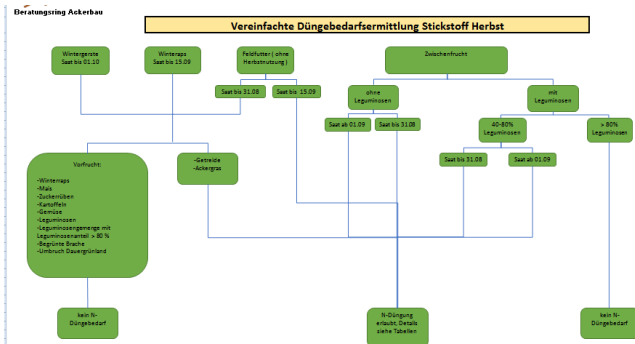 Beratungsring Ackerbau
Vereinfachte Düngebedarfsermittlung Stickstoff Herbst
Wintergerste
Saat bis 01.10
Winteraps
Saat bis 15.09
Feldfutter ( ohne
Herbstnutzung )
Zwischenfrucht
Saat bis 31.08
Saat bis 15.09
ohne
Leguminosen
mit
Leguminosen
Saat ab 01.09
Saat bis 31.08
40-80%
Leguminosen
> 80%
Leguminosen
Saat bis 31.08
Saat ab 01.09
Vorfrucht:
-Winterraps
-Mais
-Zuckerrüben
-Kartoffeln
-Gemüse
-Leguminosen
-Leguminosengemenge mit
Leguminosenanteil > 80 %
-Begrünte Brache
-Umbruch Dauergrünland
-Getreide
-Ackergras
kein N-
Düngebedarf
N-Düngung
erlaubt, Details
siehe Tabellen
kein N-
Düngebedarf